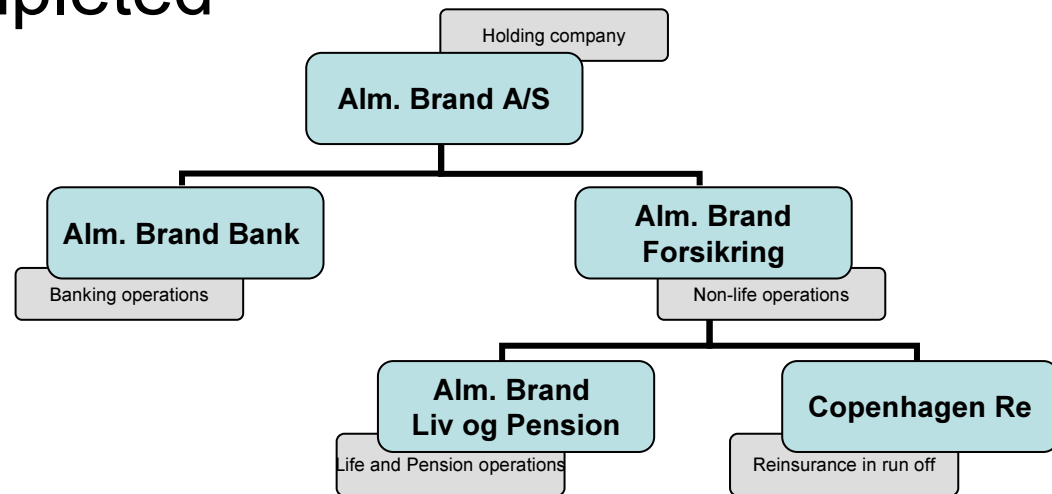 Holding company
Alm. Brand A/S
Alm. Brand Bank
Banking operations
Alm. Brand
Forsikring
Non-life operations
Alm. Brand
Liv og Pension
Life and Pension operations
Copenhagen Re
Reinsurance in run off